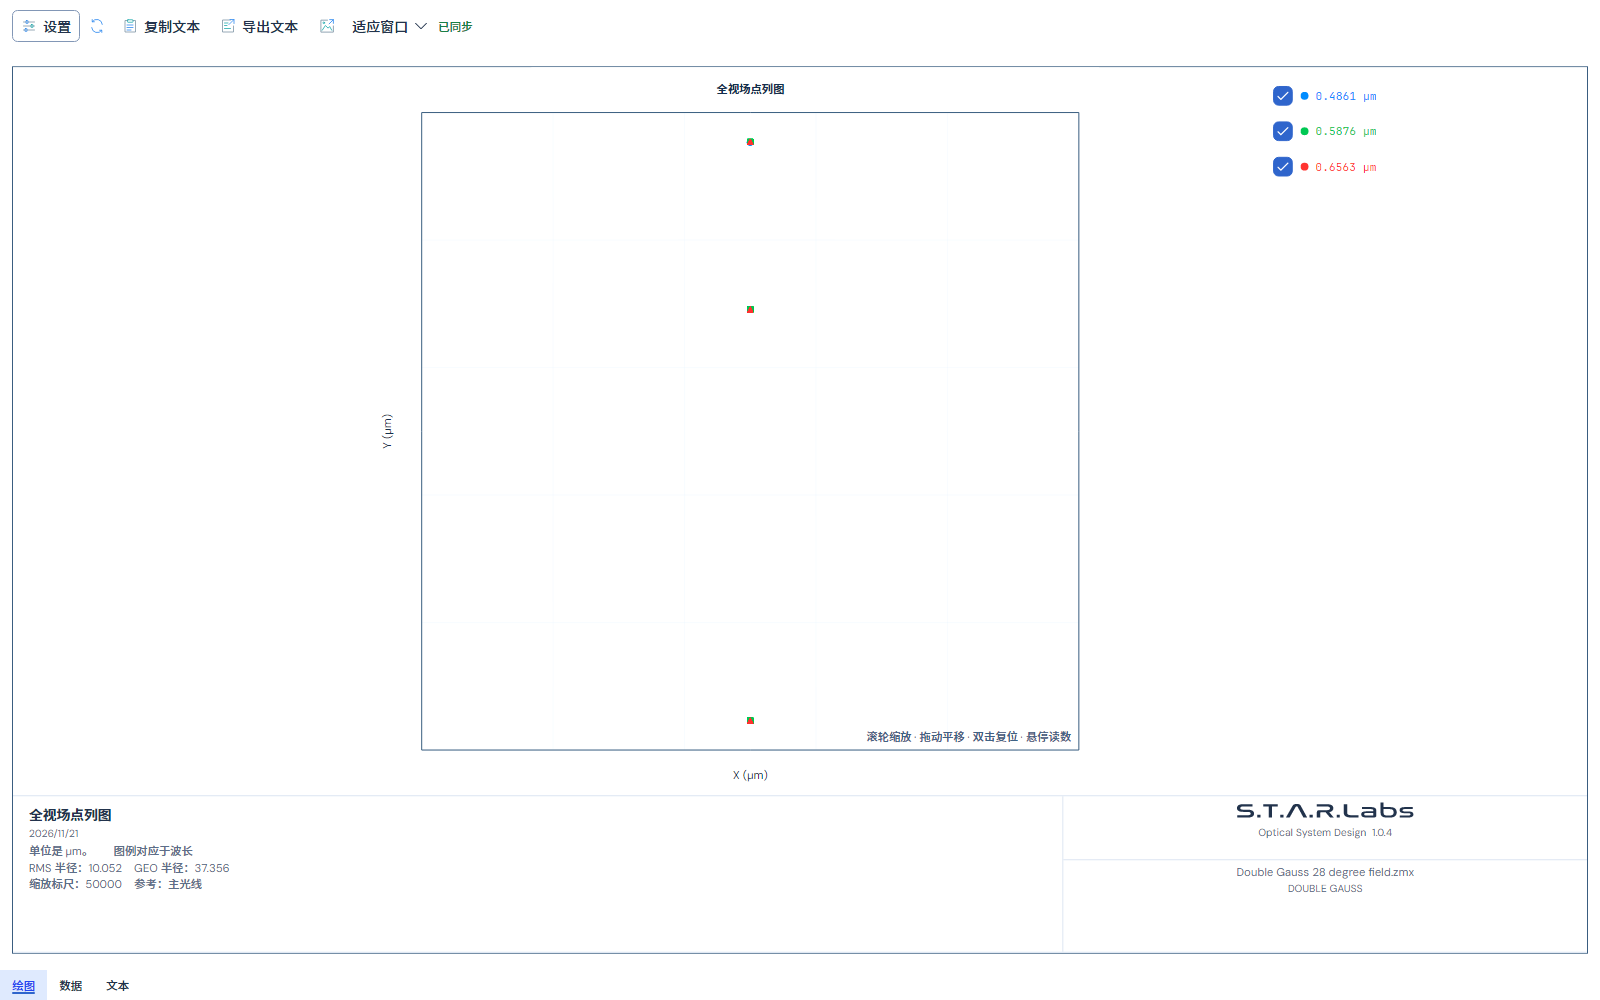 设置 复制文本 导出文本 适应窗口 已同步
全视场点列图
0.4861 μm
0.5876 μm
0.6563 μm
Y (μm)
滚轮缩放 · 拖动平移 · 双击复位 · 悬停读数
X (μm)
全视场点列图
2026/11/21
单位是 μm。 图例对应于波长
RMS 半径：10.052 GEO 半径：37.356
缩放标尺：50000 参考：主光线
S.T.A.R.Labs
Optical System Design 1.0.4
Double Gauss 28 degree field.zmx
DOUBLE GAUSS
绘图 数据 文本